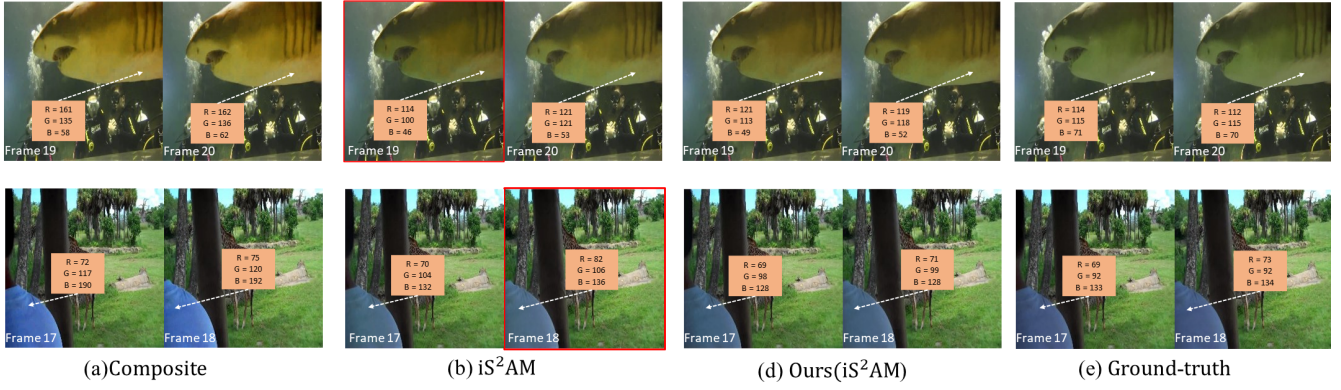 R = 161
G = 135
B = 58
Frame 19
R = 162
G = 136
B = 62
Frame 20
R = 114
G = 100
B = 46
Frame 19
R = 121
G = 121
B = 53
Frame 20
R = 121
G = 113
B = 49
Frame 19
R = 119
G = 118
B = 52
Frame 20
R = 114
G = 115
B = 71
Frame 19
R = 112
G = 115
B = 70
Frame 20
R = 72
G = 117
B = 190
Frame 17
R = 75
G = 120
B = 192
Frame 18
R = 70
G = 104
B = 132
Frame 17
R = 82
G = 106
B = 136
Frame 18
R = 69
G = 98
B = 128
Frame 17
R = 71
G = 99
B = 128
Frame 18
R = 69
G = 92
B = 133
Frame 17
R = 73
G = 92
B = 134
Frame 18
(a)Composite
(b) iS²AM
(d) Ours(iS²AM)
(e) Ground-truth